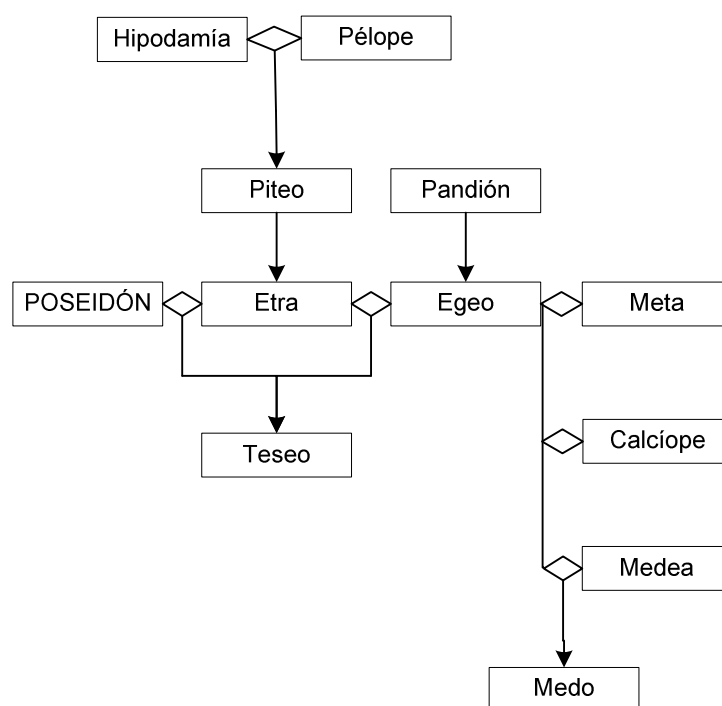 Hipodamía
Pélope
Piteo
Pandión
POSEIDÓN
Etra
Egeo
Meta
Calcíope
Teseo
Medea
Medo